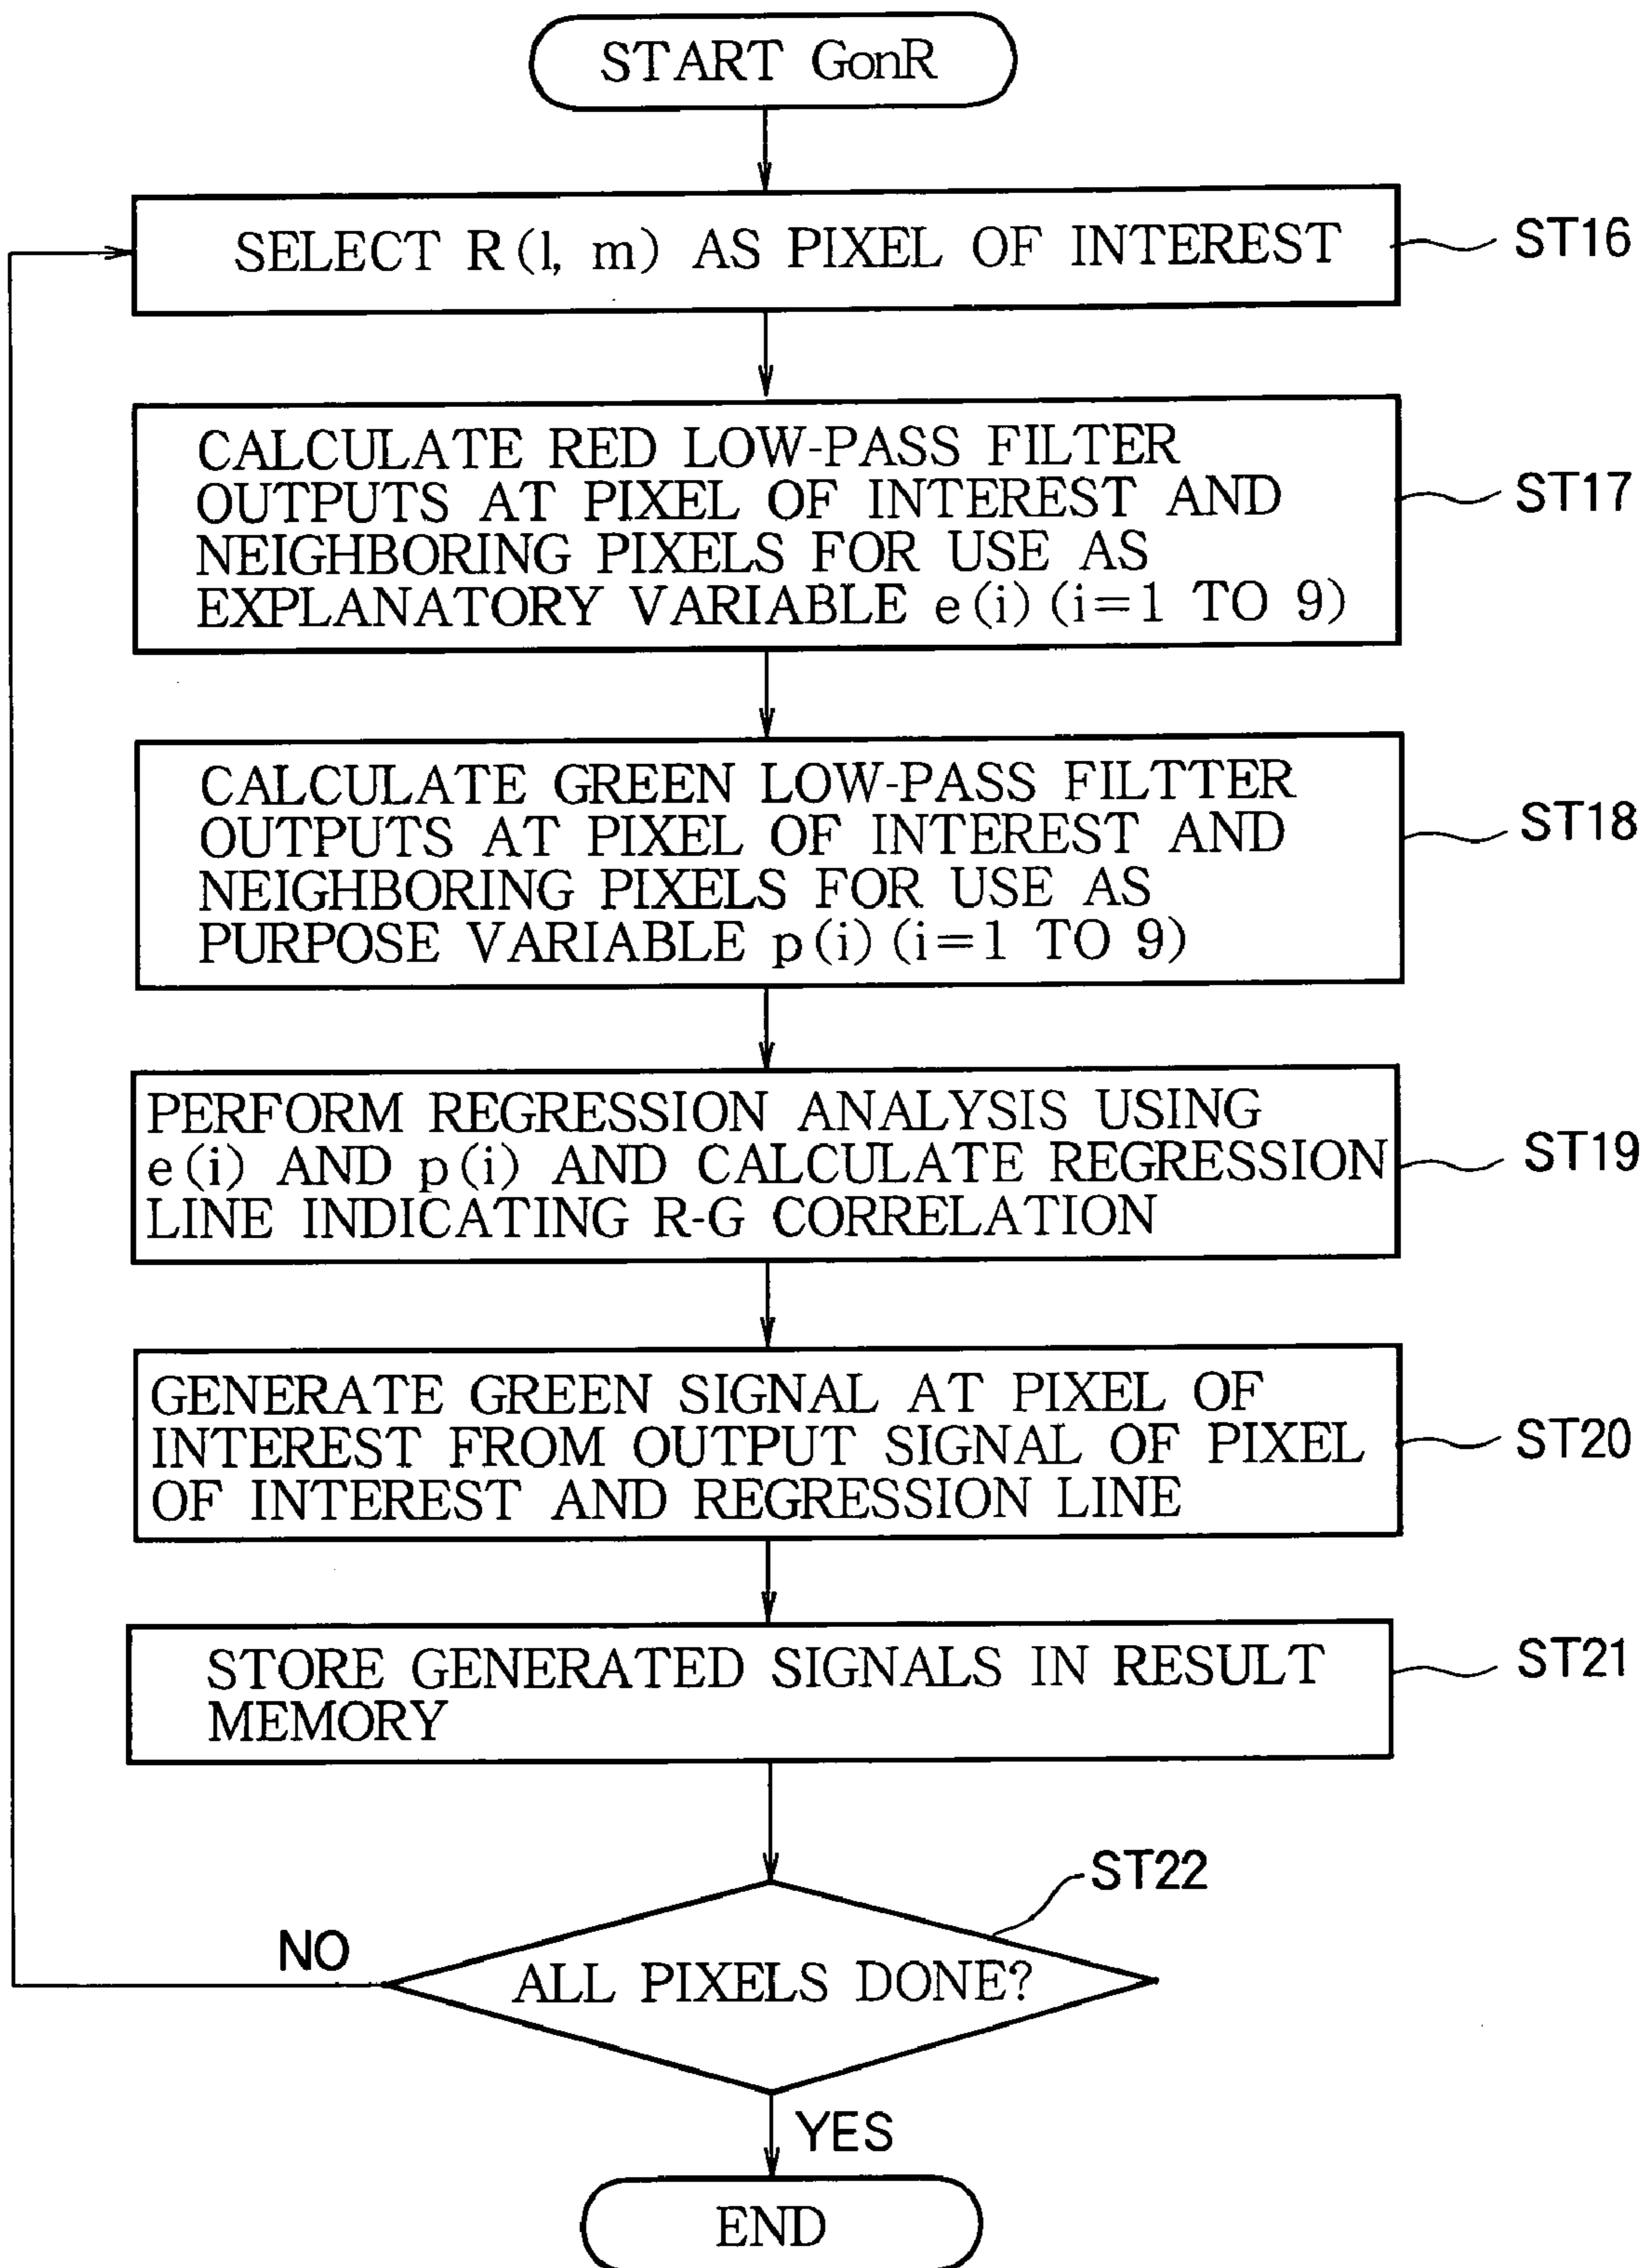 START GonR
SELECT R(l, m) AS PIXEL OF INTEREST
ST16
CALCULATE RED LOW-PASS FILTER
OUTPUTS AT PIXEL OF INTEREST AND
NEIGHBORING PIXELS FOR USE AS
EXPLANATORY VARIABLE e(i)(i=1 TO 9)
ST17
CALCULATE GREEN LOW-PASS FILTTER
OUTPUTS AT PIXEL OF INTEREST AND
NEIGHBORING PIXELS FOR USE AS
PURPOSE VARIABLE p(i)(i=1 TO 9)
ST18
PERFORM REGRESSION ANALYSIS USING
e(i) AND p(i) AND CALCULATE REGRESSION
LINE INDICATING R-G CORRELATION
ST19
GENERATE GREEN SIGNAL AT PIXEL OF
INTEREST FROM OUTPUT SIGNAL OF PIXEL
OF INTEREST AND REGRESSION LINE
ST20
STORE GENERATED SIGNALS IN RESULT
MEMORY
ST21
ST22
NO
ALL PIXELS DONE?
YES
END